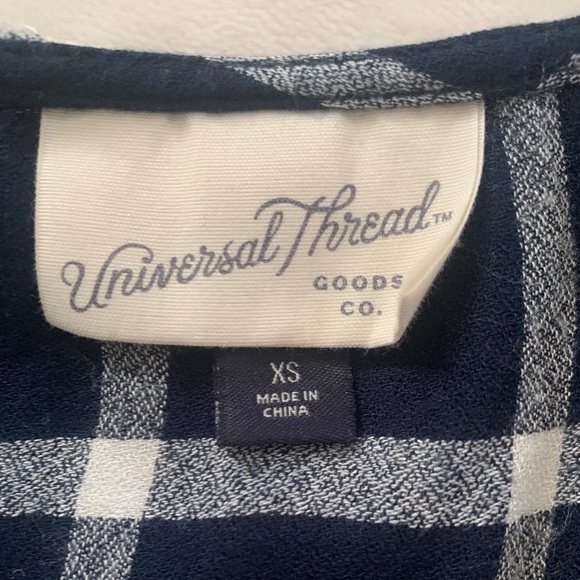 Universal Thread™
GOODS
CO.
XS
MADE IN
CHINA